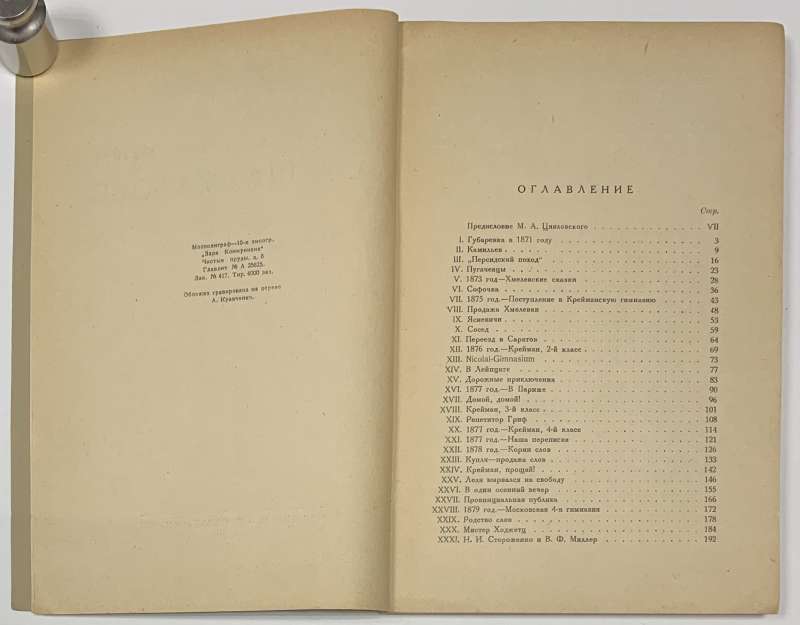 Мосполиграф—10-я типогр.
„Заря Коммунизма“
Чистые пруды, д. 8
Главлит № А 25625.
Зак. № 417. Тир. 4000 экз.
Обложка гравирована на дереве
А. Кравченко.
ОГЛАВЛЕНИЕ
Стр.
Предисловие М. А. Цявловского VII
I. Губаревка в 1871 году 3
II. Камильев 9
III. „Персидский поход“ 16
IV. Пугаченцы 23
V. 1873 год.—Хмелевские сказки 28
VI. Софочка 36
VII. 1875 год.—Поступление в Крейманскую гимназию 43
VIII. Продажа Хмелевки 48
IX. Ясневичи 53
X. Сосед 59
XI. Переезд в Саратов 64
XII. 1876 год.—Крейман, 2-й класс 69
XIII. Nicolai-Gimnasium 73
XIV. В Лейпциге 77
XV. Дорожные приключения 83
XVI. 1877 год.—В Париже 90
XVII. Домой, домой! 96
XVIII. Крейман, 3-й класс 101
XIX. Репетитор Гриф 108
XX. 1877 год.—Крейман, 4-й класс 114
XXI. 1877 год.—Наша переписка 121
XXII. 1878 год.—Корни слов 126
XXIII. Купля—продажа слов 133
XXIV. Крейман, прощай! 142
XXV. Леля вырвался на свободу 146
XXVI. В один осенний вечер 155
XXVII. Провинциальная публика 166
XXVIII. 1879 год.—Московская 4-я гимназия 172
XXIX. Родство слов 178
XXX. Мистер Ходжетц 184
XXXI. Н. И. Стороженко и В. Ф. Миллер 192